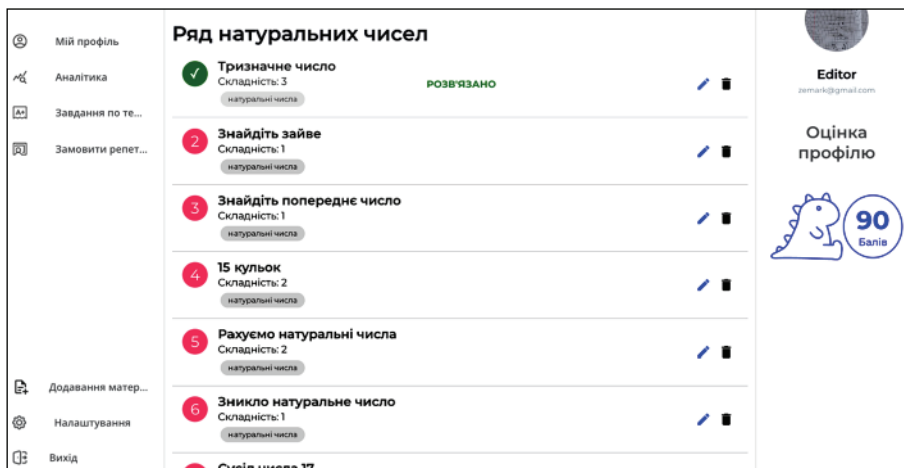 Мій профіль
Аналітика
Завдання по те...
Замовити репет...
Додавання матер...
Налаштування
Вихід
Ряд натуральних чисел
Тризначне число
Складність: 3
РОЗВ'ЯЗАНО
натуральні числа
2
Знайдіть зайве
Складність: 1
натуральні числа
3
Знайдіть попереднє число
Складність: 1
натуральні числа
4
15 кульок
Складність: 2
натуральні числа
5
Рахуємо натуральні числа
Складність: 2
натуральні числа
6
Зникло натуральне число
Складність: 1
натуральні числа
Сусід числа 17
Editor
zemark@gmail.com
Оцінка
профілю
90
Балів